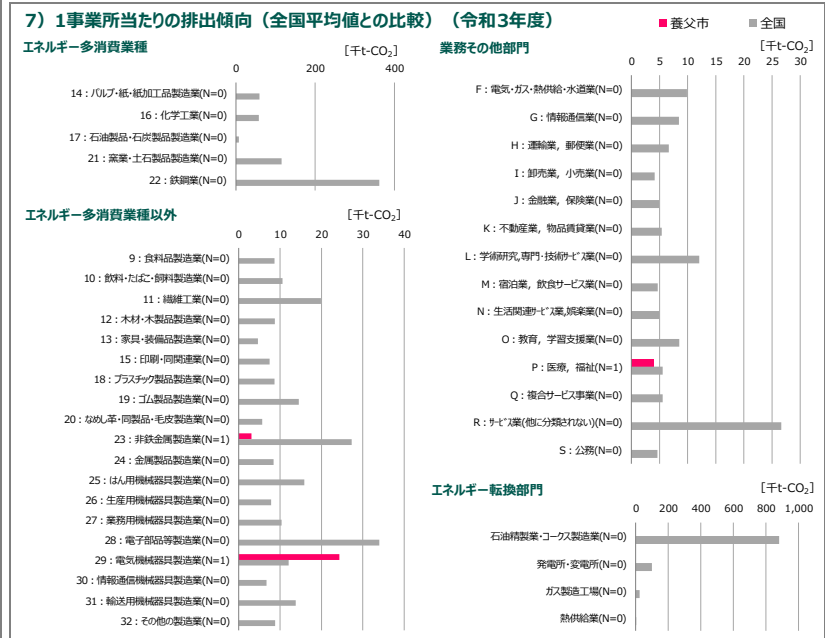 7）1事業所当たりの排出傾向（全国平均値との比較）（令和3年度）
■養父市 ■全国
エネルギー多消費業種
[千t-CO₂]
0 200 400
14：パルプ・紙・紙加工品製造業(N=0)
16：化学工業(N=0)
17：石油製品・石炭製品製造業(N=0)
21：窯業・土石製品製造業(N=0)
22：鉄鋼業(N=0)
エネルギー多消費業種以外
[千t-CO₂]
0 10 20 30 40
9：食料品製造業(N=0)
10：飲料・たばこ・飼料製造業(N=0)
11：繊維工業(N=0)
12：木材・木製品製造業(N=0)
13：家具・装備品製造業(N=0)
15：印刷・同関連業(N=0)
18：プラスチック製品製造業(N=0)
19：ゴム製品製造業(N=0)
20：なめし革・同製品・毛皮製造業(N=0)
23：非鉄金属製造業(N=1)
24：金属製品製造業(N=0)
25：はん用機械器具製造業(N=0)
26：生産用機械器具製造業(N=0)
27：業務用機械器具製造業(N=0)
28：電子部品等製造業(N=0)
29：電気機械器具製造業(N=1)
30：情報通信機械器具製造業(N=0)
31：輸送用機械器具製造業(N=0)
32：その他の製造業(N=0)
業務その他部門
[千t-CO₂]
0 5 10 15 20 25 30
F：電気・ガス・熱供給・水道業(N=0)
G：情報通信業(N=0)
H：運輸業，郵便業(N=0)
I：卸売業，小売業(N=0)
J：金融業，保険業(N=0)
K：不動産業，物品賃貸業(N=0)
L：学術研究,専門・技術ｻｰﾋﾞｽ業(N=0)
M：宿泊業，飲食サービス業(N=0)
N：生活関連ｻｰﾋﾞｽ業,娯楽業(N=0)
O：教育，学習支援業(N=0)
P：医療，福祉(N=1)
Q：複合サービス事業(N=0)
R：ｻｰﾋﾞｽ業(他に分類されない)(N=0)
S：公務(N=0)
エネルギー転換部門
[千t-CO₂]
0 200 400 600 800 1,000
石油精製業・コークス製造業(N=0)
発電所・変電所(N=0)
ガス製造工場(N=0)
熱供給業(N=0)